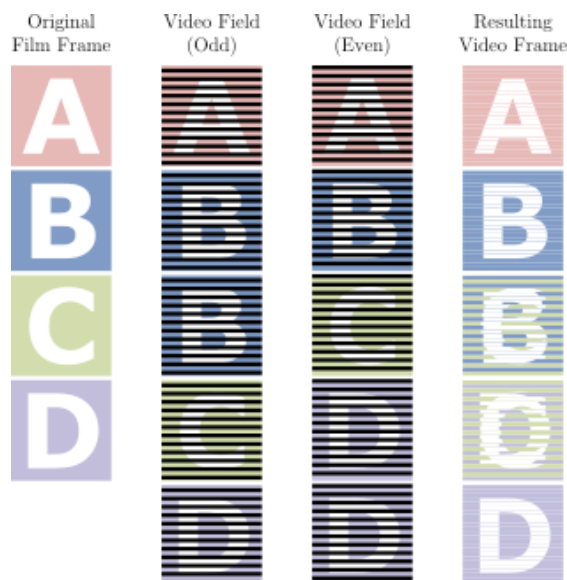 Original
Film Frame
Video Field
(Odd)
Video Field
(Even)
Resulting
Video Frame
A A A A
B B B B
C B C B C
D C D C D
D D D